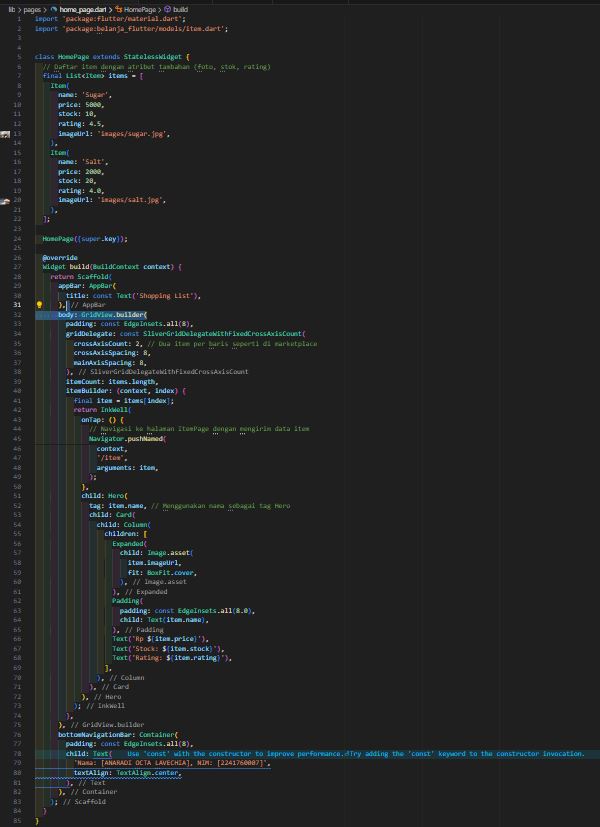 lib > pages > home_page.dart > HomePage > build
1 import 'package:flutter/material.dart';
2 import 'package:belanja_flutter/models/item.dart';
3
4
5 class HomePage extends StatelessWidget {
6 // Daftar item dengan atribut tambahan (foto, stok, rating)
7 final List<Item> items = [
8 Item(
9 name: 'Sugar',
10 price: 5000,
11 stock: 10,
12 rating: 4.5,
13 imageUrl: 'images/sugar.jpg',
14 ),
15 Item(
16 name: 'Salt',
17 price: 2000,
18 stock: 20,
19 rating: 4.0,
20 imageUrl: 'images/salt.jpg',
21 ),
22 ];
23
24 HomePage({super.key});
25
26 @override
27 Widget build(BuildContext context) {
28 return Scaffold(
29 appBar: AppBar(
30 title: const Text('Shopping List'),
31 ), // AppBar
32 body: GridView.builder(
33 padding: const EdgeInsets.all(8),
34 gridDelegate: const SliverGridDelegateWithFixedCrossAxisCount(
35 crossAxisCount: 2, // Dua item per baris seperti di marketplace
36 crossAxisSpacing: 8,
37 mainAxisSpacing: 8,
38 ), // SliverGridDelegateWithFixedCrossAxisCount
39 itemCount: items.length,
40 itemBuilder: (context, index) {
41 final item = items[index];
42 return InkWell(
43 onTap: () {
44 // Navigasi ke halaman ItemPage dengan mengirim data item
45 Navigator.pushNamed(
46 context,
47 '/item',
48 arguments: item,
49 );
50 },
51 child: Hero(
52 tag: item.name, // Menggunakan nama sebagai tag Hero
53 child: Card(
54 child: Column(
55 children: [
56 Expanded(
57 child: Image.asset(
58 item.imageUrl,
59 fit: BoxFit.cover,
60 ), // Image.asset
61 ), // Expanded
62 Padding(
63 padding: const EdgeInsets.all(8.0),
64 child: Text(item.name),
65 ), // Padding
66 Text('Rp ${item.price}'),
67 Text('Stock: ${item.stock}'),
68 Text('Rating: ${item.rating}'),
69 ],
70 ), // Column
71 ), // Card
72 ), // Hero
73 ); // InkWell
74 },
75 ), // GridView.builder
76 bottomNavigationBar: Container(
77 padding: const EdgeInsets.all(8),
78 child: Text( Use 'const' with the constructor to improve performance.⏎Try adding the 'const' keyword to the constructor invocation.
79 'Nama: [ANARADI OCTA LAVECHIA], NIM: [2241760007]',
80 textAlign: TextAlign.center,
81 ), // Text
82 ), // Container
83 ); // Scaffold
84 }
85 }